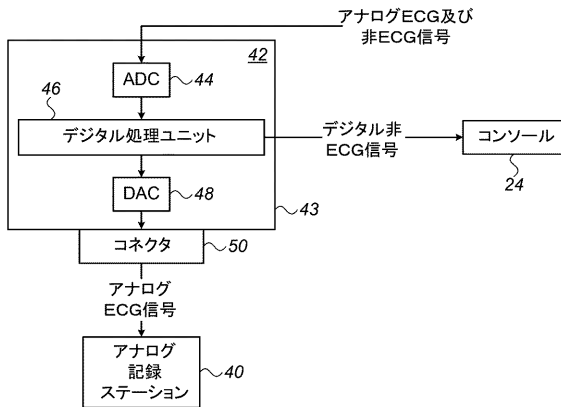 アナログECG及び
非ECG信号
42
ADC
44
46
デジタル処理ユニット
デジタル非
ECG信号
コンソール
24
DAC
48
43
コネクタ
50
アナログ
ECG信号
アナログ
記録
ステーション
40